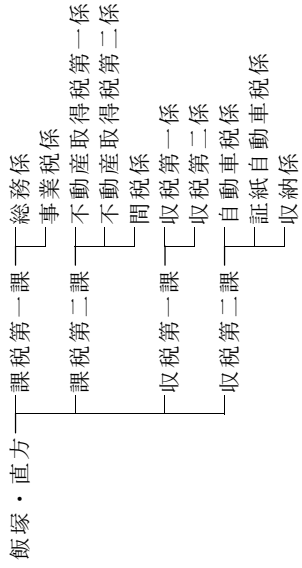 飯塚・直方
課税第一課
総務係
事業税係
課税第二課
不動産取得税第一係
不動産取得税第二係
間税係
収税第一課
収税第一係
収税第二係
収税第二課
自動車税係
証紙自動車税係
収納係